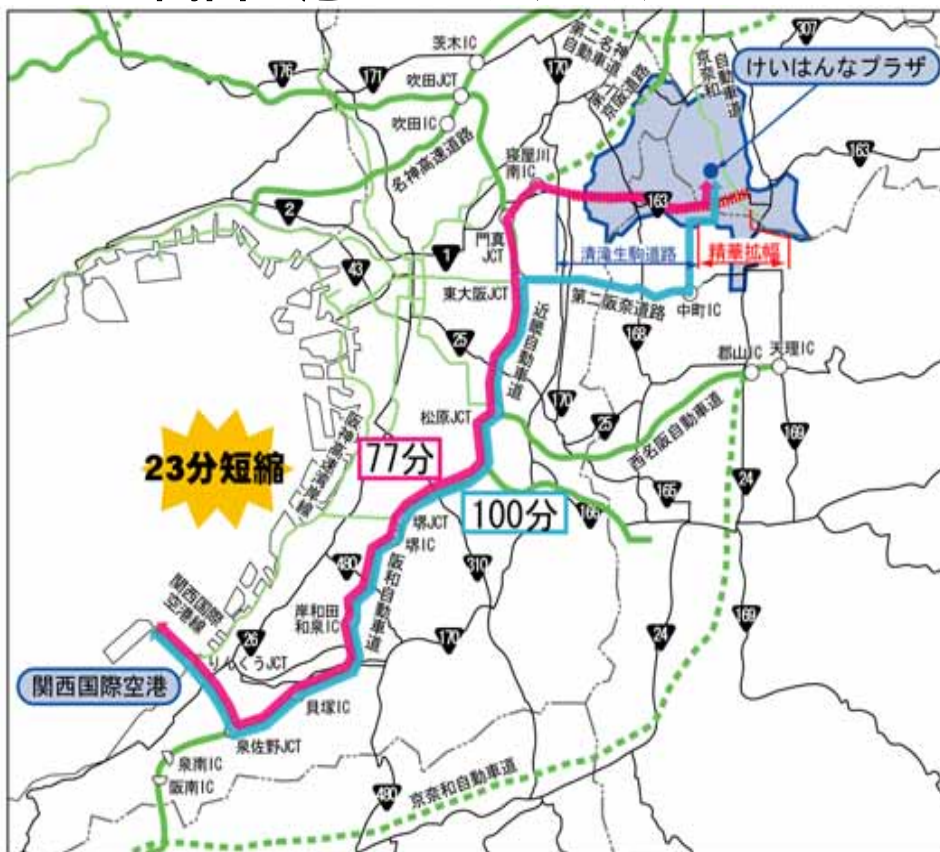 茨木IC
第二名神
自動車道
307
176
171
170
吹田JCT
第二京阪道路
京奈和
自動車道
けいはんなプラザ
吹田IC
名神高速道路
寝屋川
南IC
163
163
2
門真
JCT
1
清滝生駒道路
精華拡幅
43
東大阪JCT
第二阪奈道路
中町IC
近畿自動車道
25
168
郡山IC
天理IC
170
松原JCT
25
西名阪自動車道
169
阪神高速湾岸線
23分短縮
77分
165
24
100分
166
堺JCT
堺IC
480
310
阪和自動車道
関西国際
空港線
岸和田
和泉IC
26
170
24
169
りんくうJCT
関西国際空港
貝塚IC
泉佐野JCT
泉南IC
阪南IC
480
京奈和自動車道